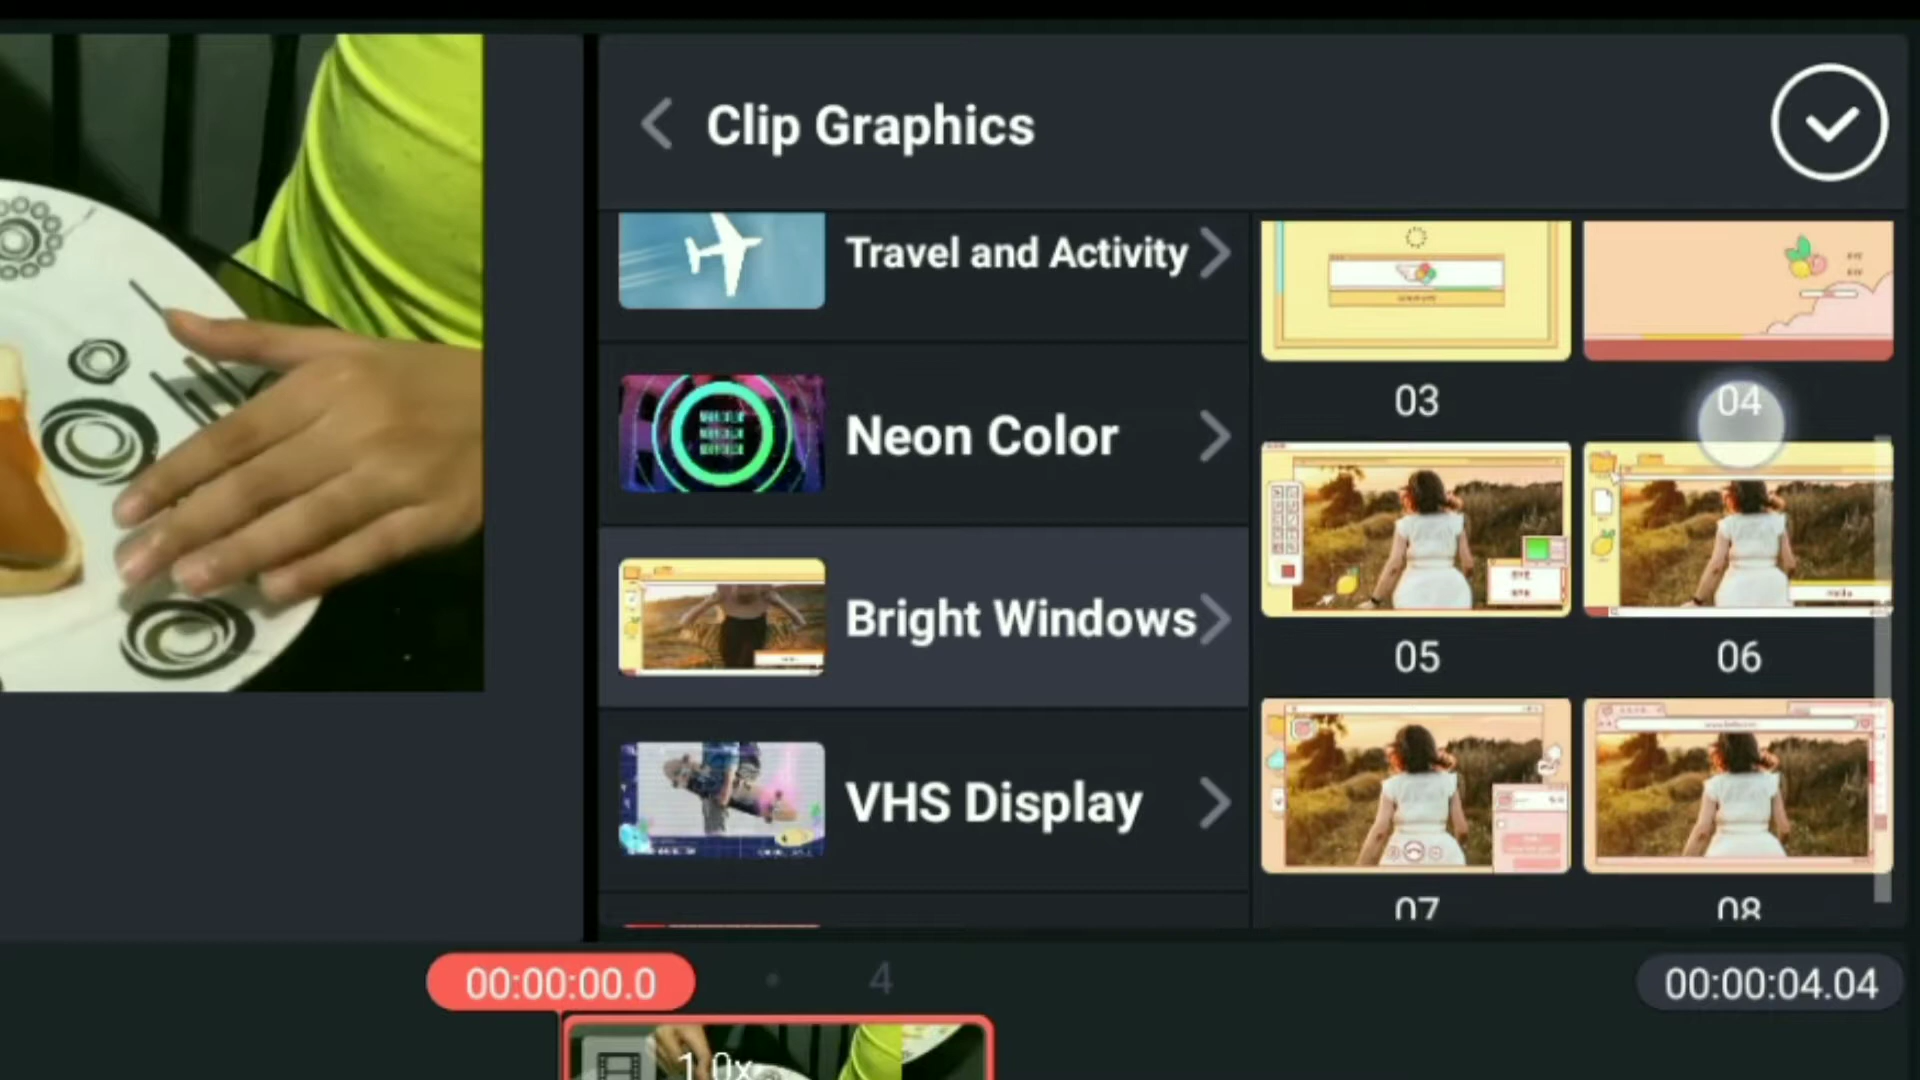 Clip Graphics
Travel and Activity
Neon Color
Bright Windows
VHS Display
03
04
05
06
07
08
00:00:00.0
4
00:00:04.04
1.0x